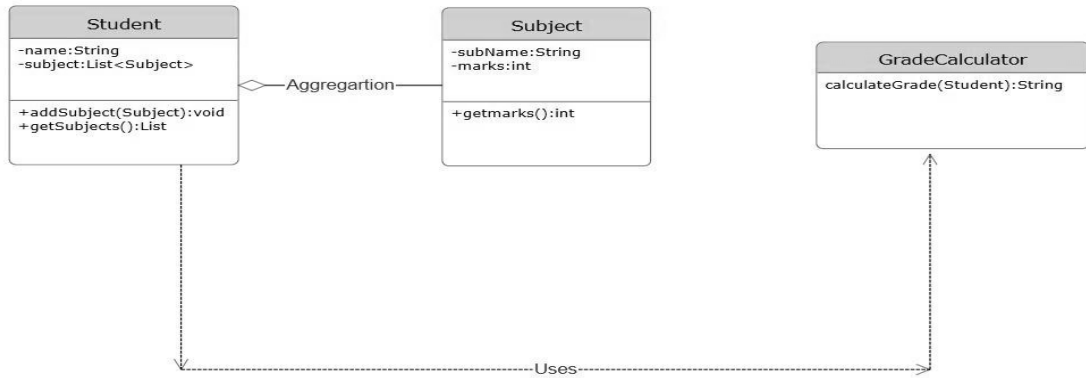 Student
-name:String
-subject:List<Subject>
+addSubject(Subject):void
+getSubjects():List
Aggregartion
Subject
-subName:String
-marks:int
+getmarks():int
GradeCalculator
calculateGrade(Student):String
Uses